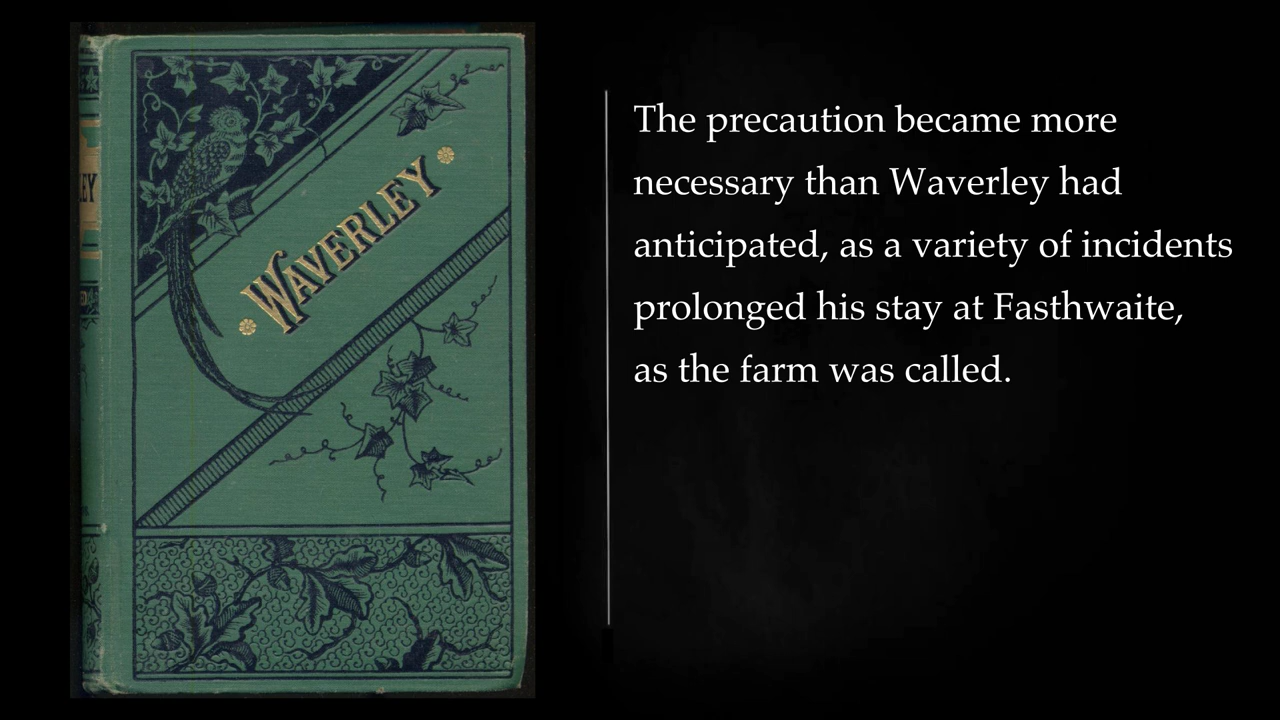 WAVERLEY
The precaution became more
necessary than Waverley had
anticipated, as a variety of incidents
prolonged his stay at Fasthwaite,
as the farm was called.